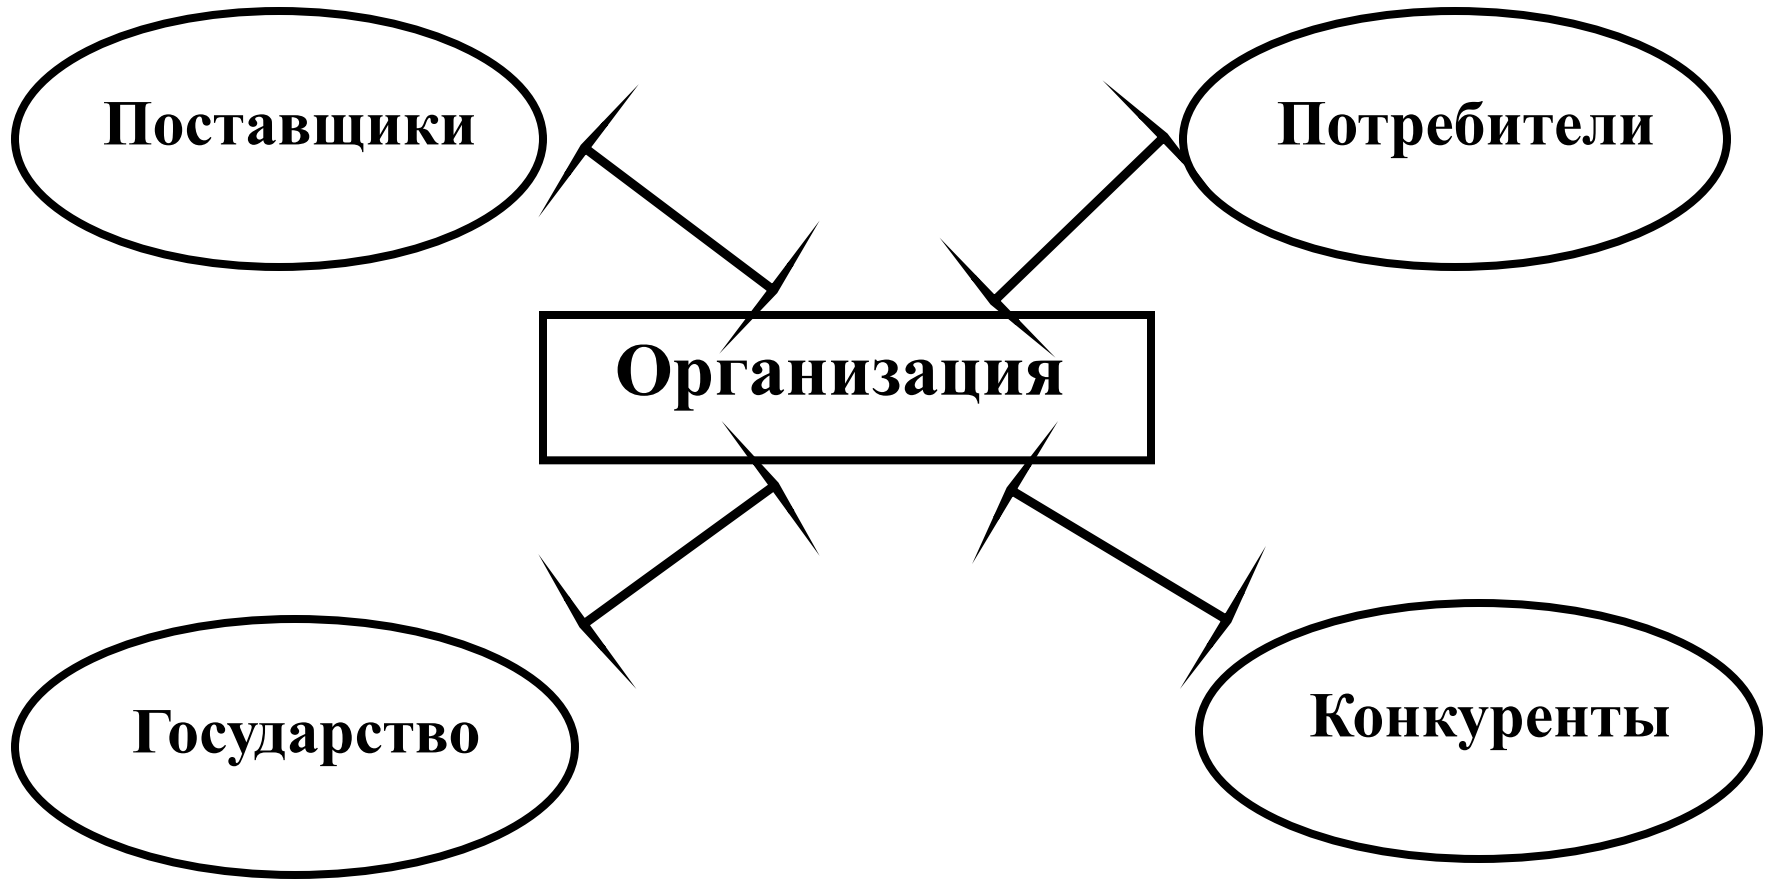 Поставщики
Потребители
Организация
Государство
Конкуренты